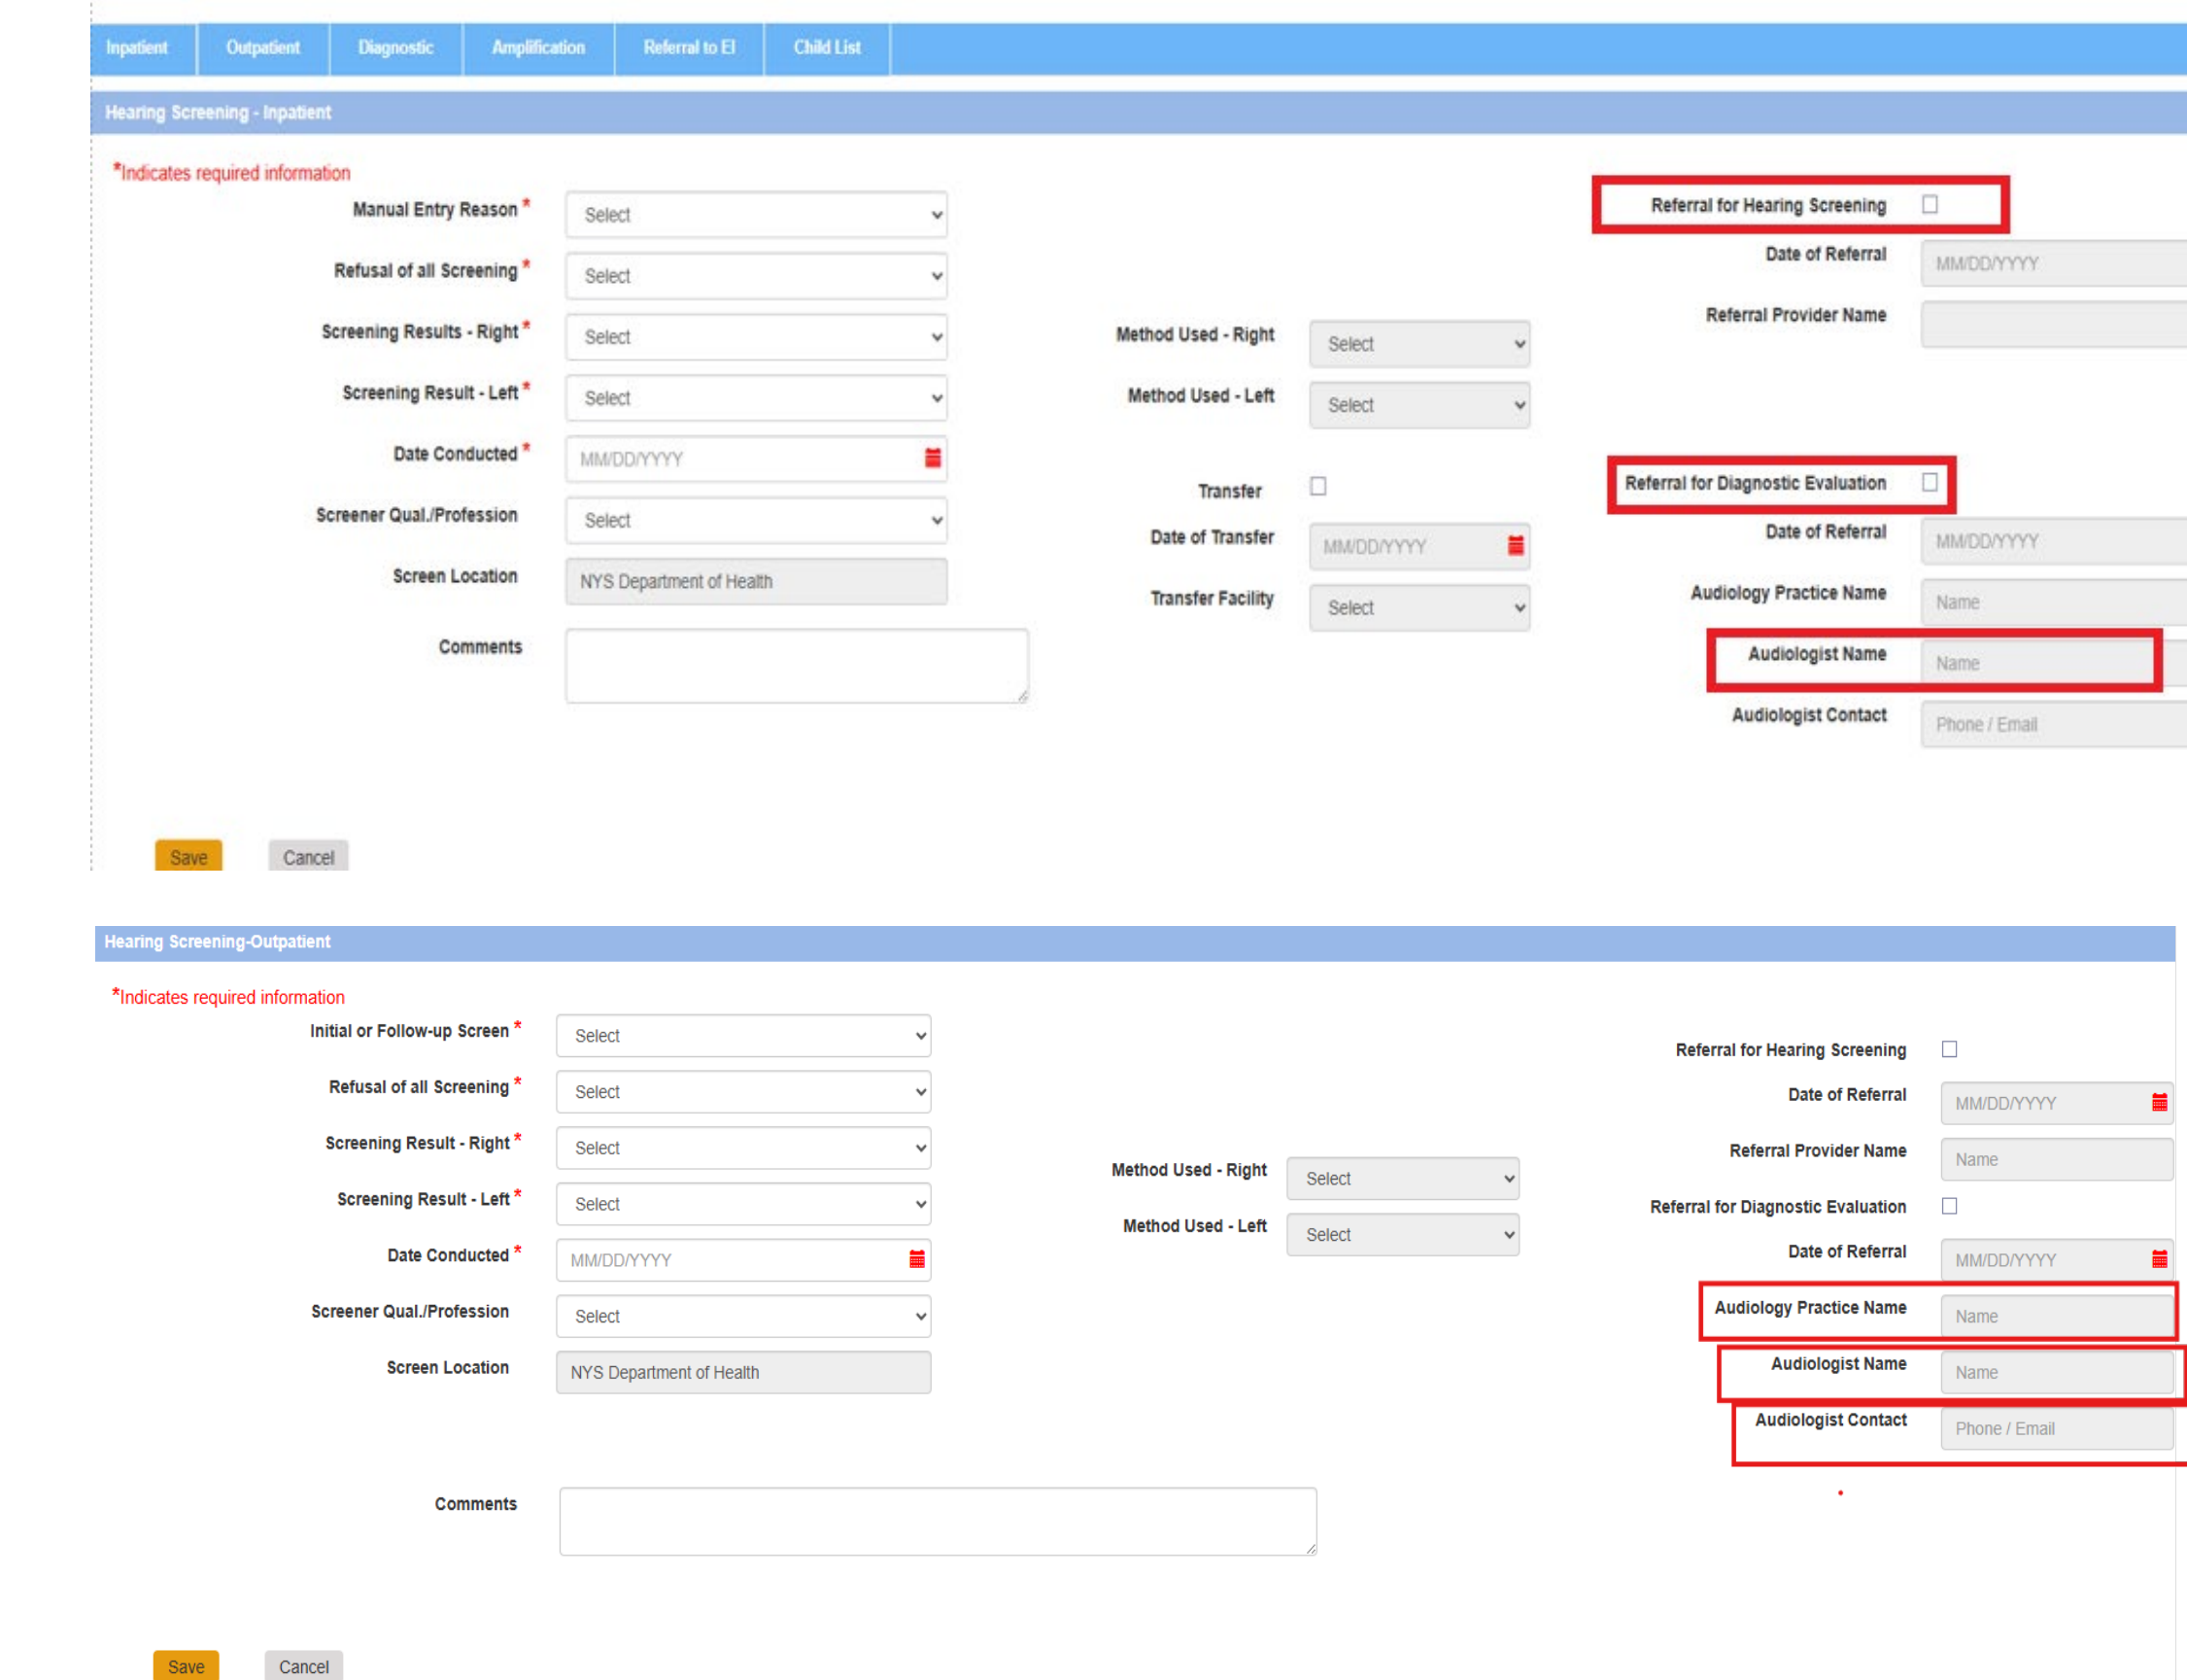 Inpatient Outpatient Diagnostic Amplification Referral to EI Child List
Hearing Screening - Inpatient
*Indicates required information
Manual Entry Reason * Select
Referral for Hearing Screening
Refusal of all Screening * Select
Date of Referral MM/DD/YYYY
Screening Results - Right * Select
Method Used - Right Select
Referral Provider Name
Screening Result - Left * Select
Method Used - Left Select
Date Conducted * MM/DD/YYYY
Transfer
Referral for Diagnostic Evaluation
Screener Qual./Profession Select
Date of Transfer MM/DD/YYYY
Date of Referral MM/DD/YYYY
Screen Location NYS Department of Health
Transfer Facility Select
Audiology Practice Name Name
Comments
Audiologist Name Name
Audiologist Contact Phone / Email
Save Cancel
Hearing Screening-Outpatient
*Indicates required information
Initial or Follow-up Screen * Select
Referral for Hearing Screening
Refusal of all Screening * Select
Date of Referral MM/DD/YYYY
Screening Result - Right * Select
Method Used - Right Select
Referral Provider Name Name
Screening Result - Left * Select
Method Used - Left Select
Referral for Diagnostic Evaluation
Date Conducted * MM/DD/YYYY
Date of Referral MM/DD/YYYY
Screener Qual./Profession Select
Audiology Practice Name Name
Screen Location NYS Department of Health
Audiologist Name Name
Audiologist Contact Phone / Email
Comments
Save Cancel